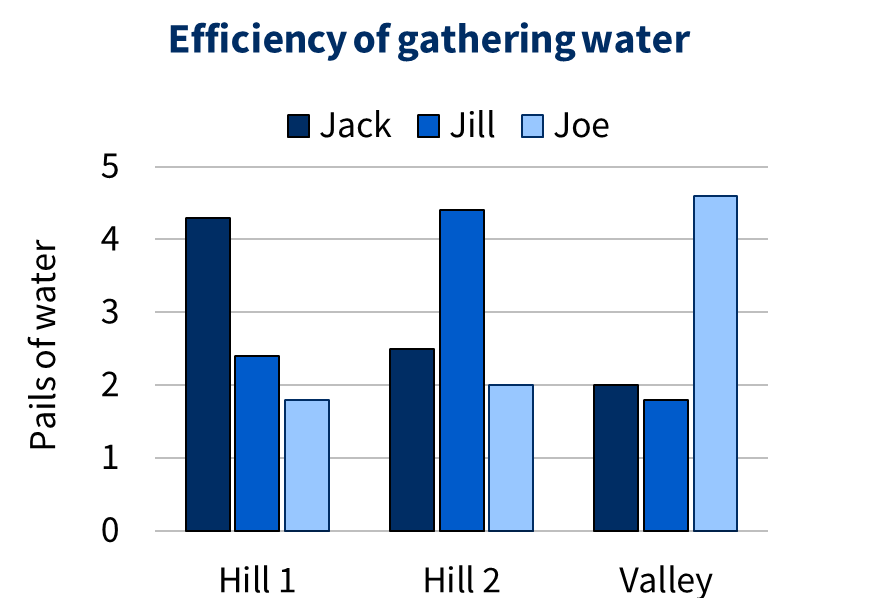 Efficiency of gathering water
Jack Jill Joe
Pails of water
5
4
3
2
1
0
Hill 1 Hill 2 Valley